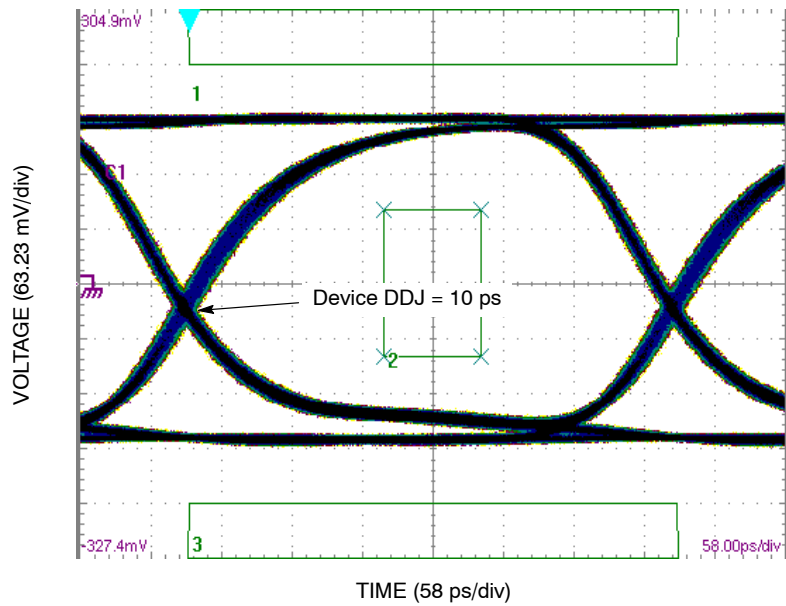 304.9mV
1
C1
VOLTAGE (63.23 mV/div)
Device DDJ = 10 ps
2
-327.4mV
3
58.00ps/div
TIME (58 ps/div)